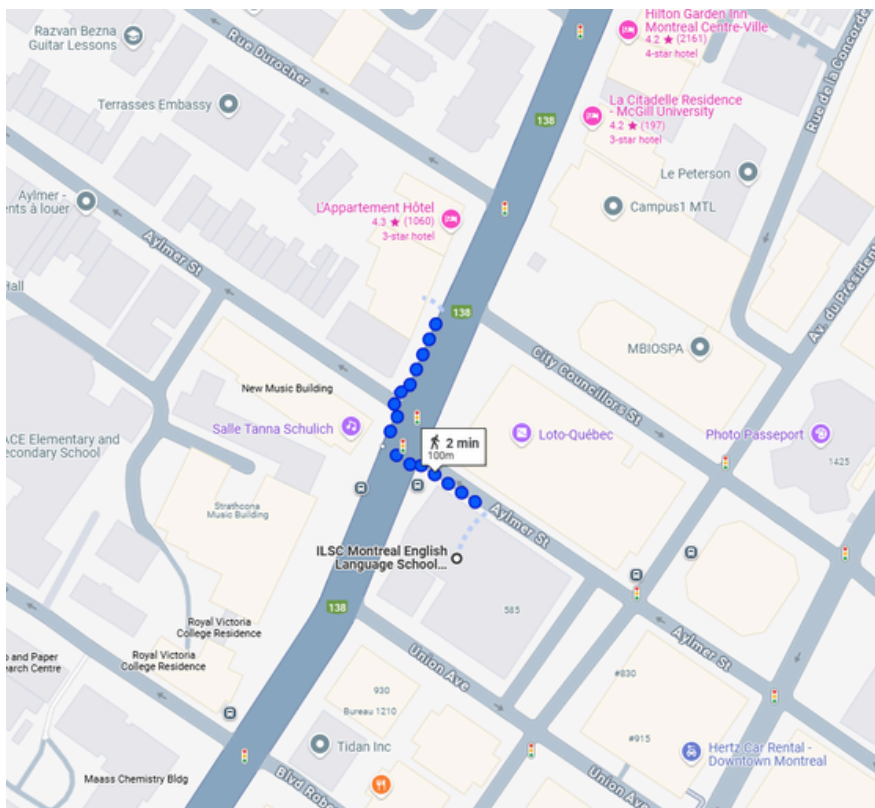 Razvan Bezna
Guitar Lessons
Rue Durocher
Hilton Garden Inn
Montreal Centre-Ville
4.2 ★ (2161)
4-star hotel
Rue de la Concorde
Terrasses Embassy
138
La Citadelle Residence
- McGill University
4.2 ★ (197)
3-star hotel
Le Peterson
Aylmer -
ents à louer
L'Appartement Hôtel
4.3 ★ (1060)
3-star hotel
Campus1 MTL
Aylmer St
Hall
138
Av. du Président
MBIOSPA
City Councillors St
New Music Building
Salle Tanna Schulich
2 min
100m
Loto-Québec
Photo Passeport
1425
ACE Elementary and
econdary School
Strathcona
Music Building
Aylmer St
ILSC Montreal English
Language School...
138
585
Royal Victoria
College Residence
Royal Victoria
College Residence
Aylmer St
p and Paper
earch Centre
Union Ave
#830
930
Bureau 1210
#915
Tidan Inc
Hertz Car Rental -
Downtown Montreal
Maass Chemistry Bldg
Blvd Robe
Union Ave